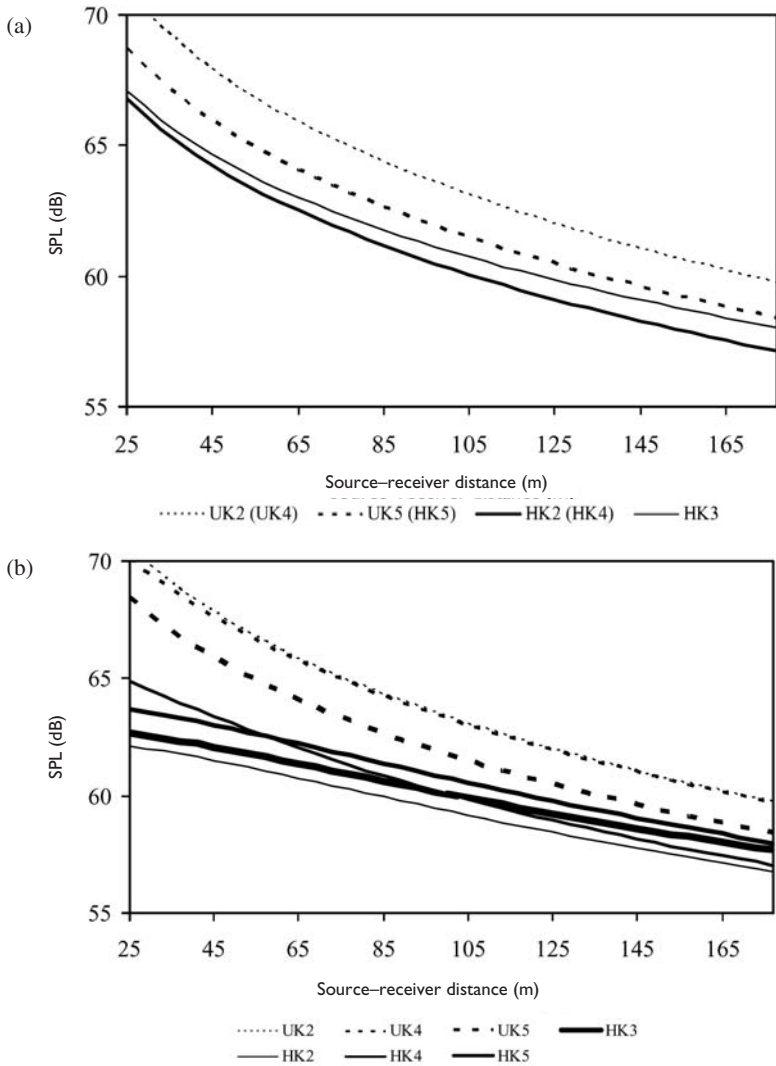 (a)
70
65
SPL (dB)
60
55
25 45 65 85 105 125 145 165
Source–receiver distance (m)
UK2 (UK4) UK5 (HK5) HK2 (HK4) HK3
(b)
70
65
SPL (dB)
60
55
25 45 65 85 105 125 145 165
Source–receiver distance (m)
UK2 UK4 UK5 HK3
HK2 HK4 HK5